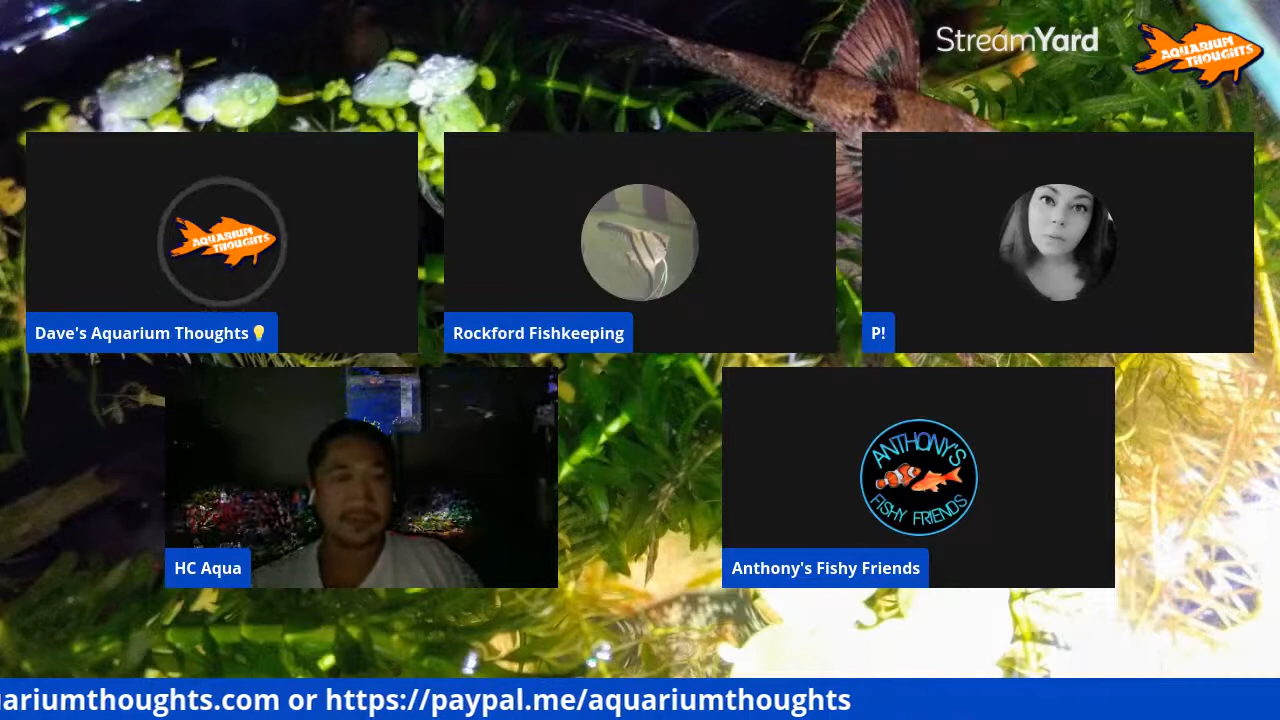 StreamYard
AQUARIUM
THOUGHTS
AQUARIUM
THOUGHTS
Dave's Aquarium Thoughts💡
Rockford Fishkeeping
P!
HC Aqua
ANTHONY'S
FISHY FRIENDS
Anthony's Fishy Friends
ariumthoughts.com or https://paypal.me/aquariumthoughts